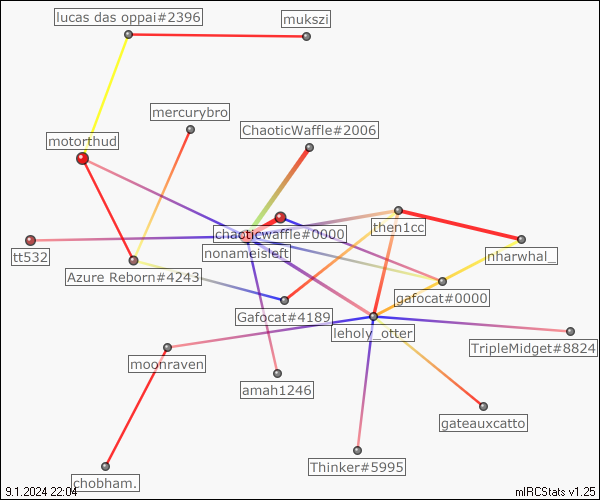 lucas das oppai#2396
mukszi
mercurybro
ChaoticWaffle#2006
motorthud
chaoticwaffle#0000
then1cc
tt532
nonameisleft
nharwhal_
Azure Reborn#4243
gafocat#0000
Gafocat#4189
leholy_otter
TripleMidget#8824
moonraven
amah1246
gateauxcatto
Thinker#5995
chobham.
9.1.2024 22:04
mIRCStats v1.25